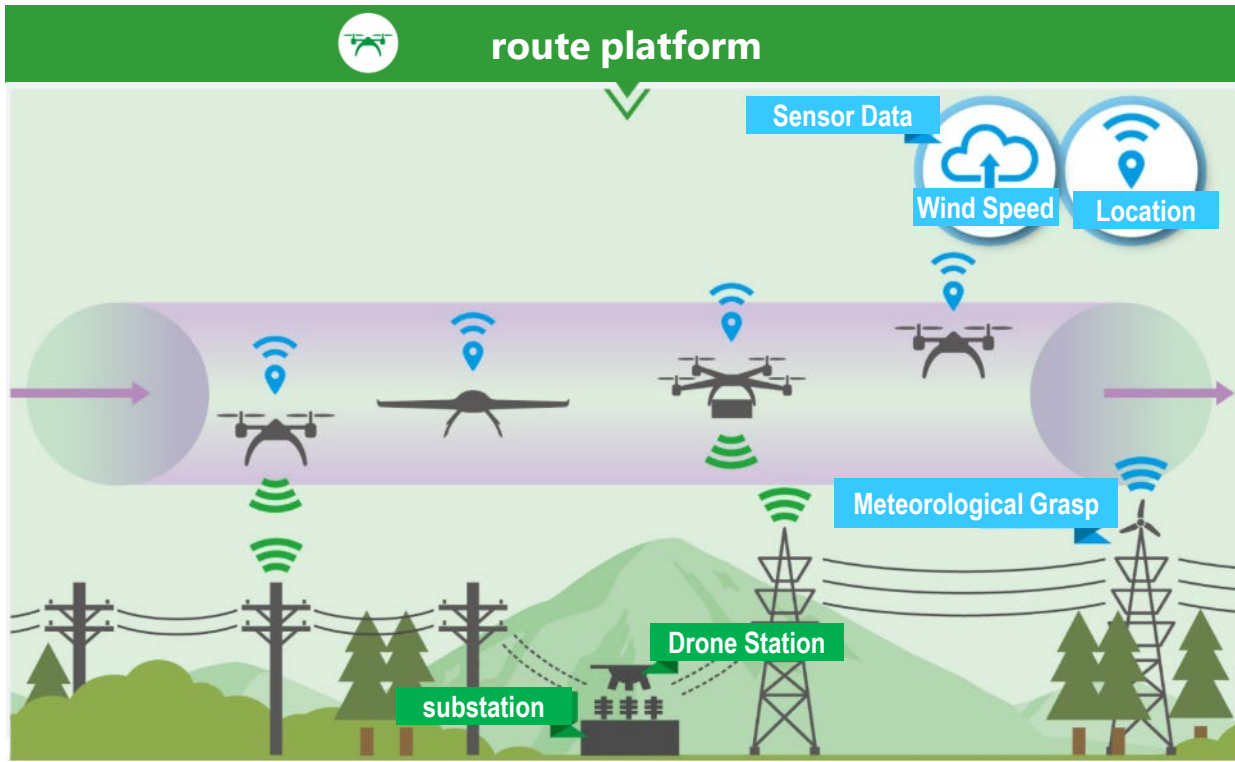 route platform
Sensor Data
Wind Speed
Location
Meteorological Grasp
Drone Station
substation